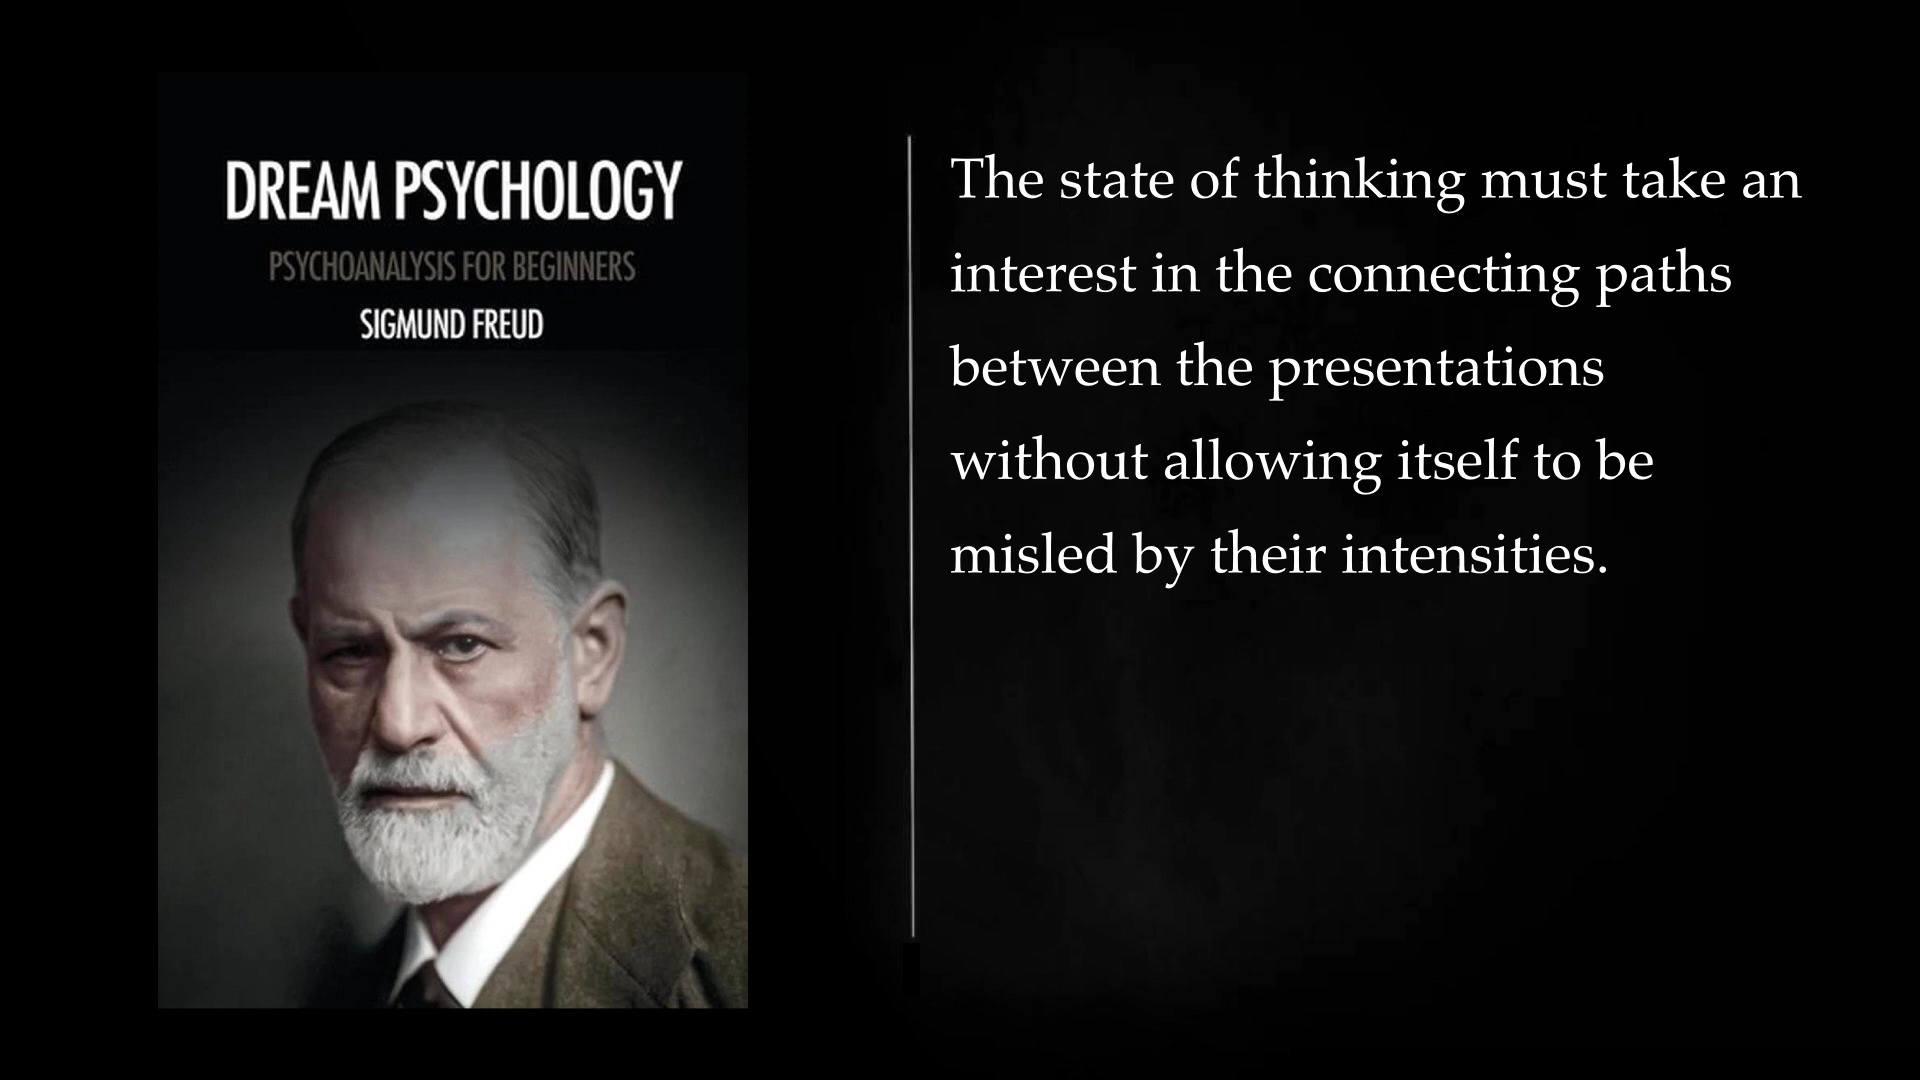 DREAM PSYCHOLOGY
PSYCHOANALYSIS FOR BEGINNERS
SIGMUND FREUD
The state of thinking must take an
interest in the connecting paths
between the presentations
without allowing itself to be
misled by their intensities.